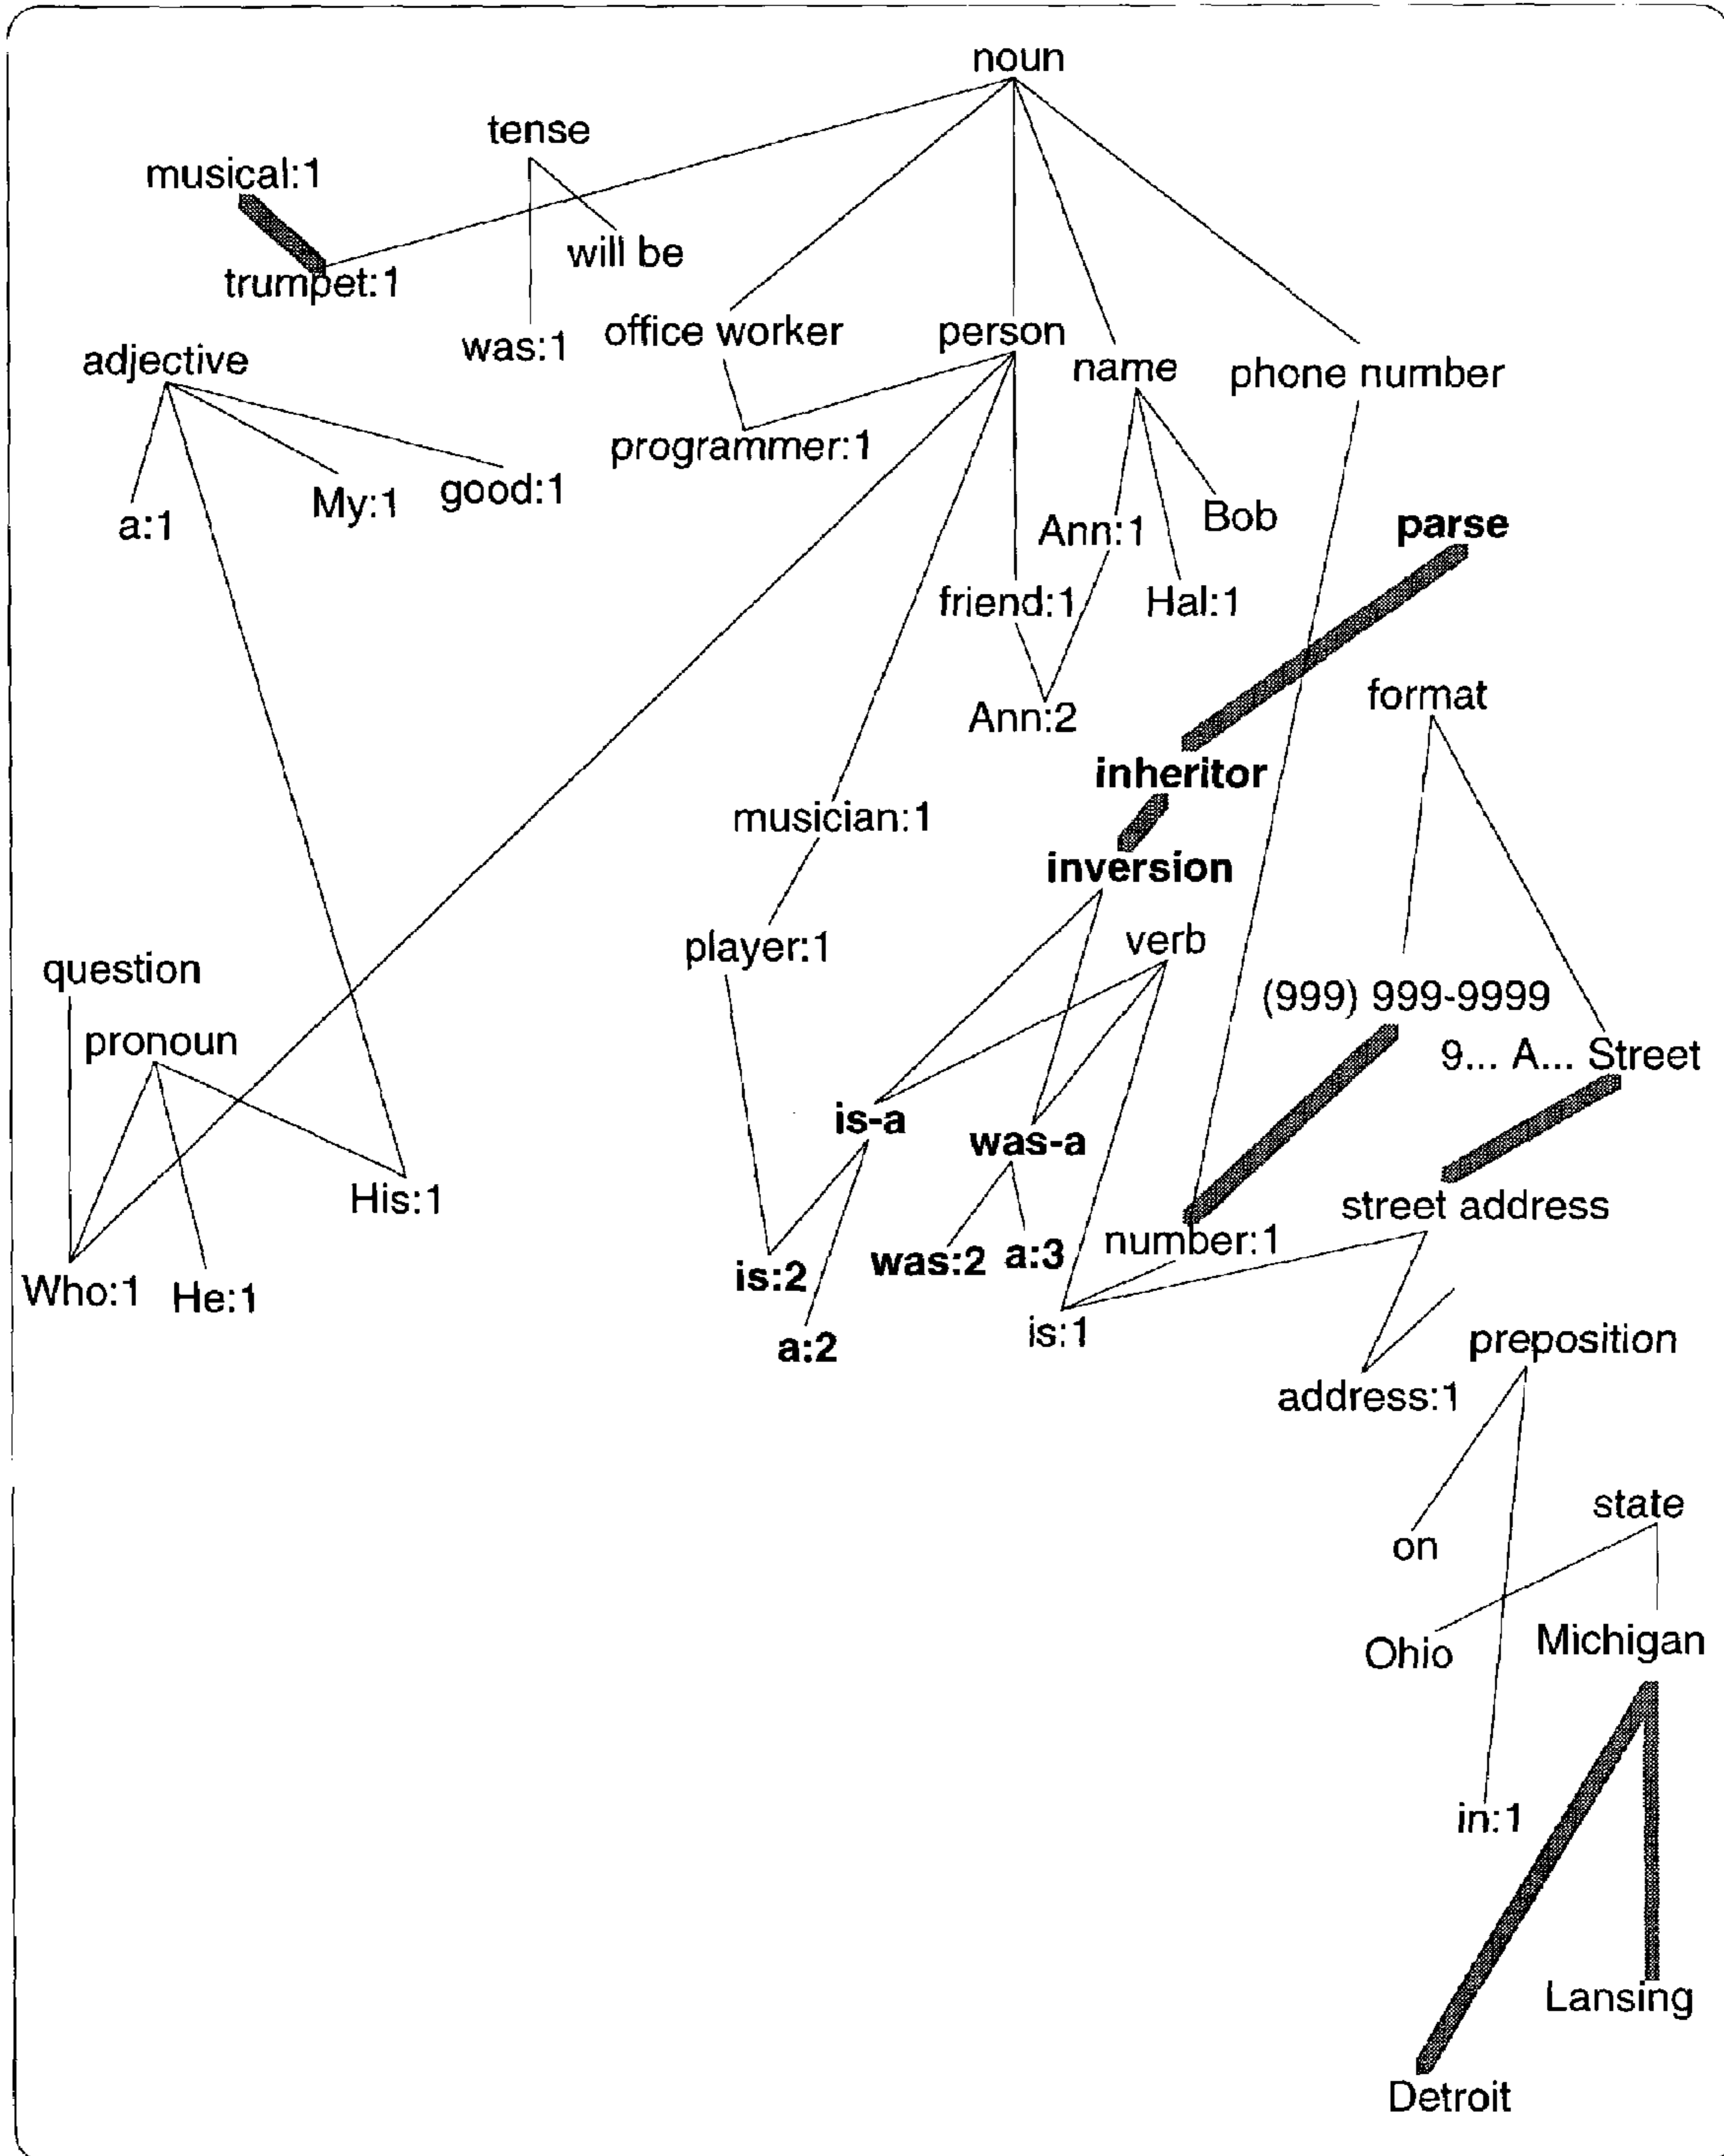 noun
tense
musical:1
will be
trumpet:1
office worker
person
was:1
adjective
name
phone number
programmer:1
good:1
My:1
a:1
Bob
Ann:1
parse
friend:1
Hal:1
format
Ann:2
inheritor
musician:1
inversion
verb
player:1
question
(999) 999-9999
pronoun
9... A... Street
is-a
was-a
His:1
street address
number:1
was:2
a:3
is:2
Who:1
He:1
is:1
preposition
a:2
address:1
state
on
Michigan
Ohio
in:1
Lansing
Detroit